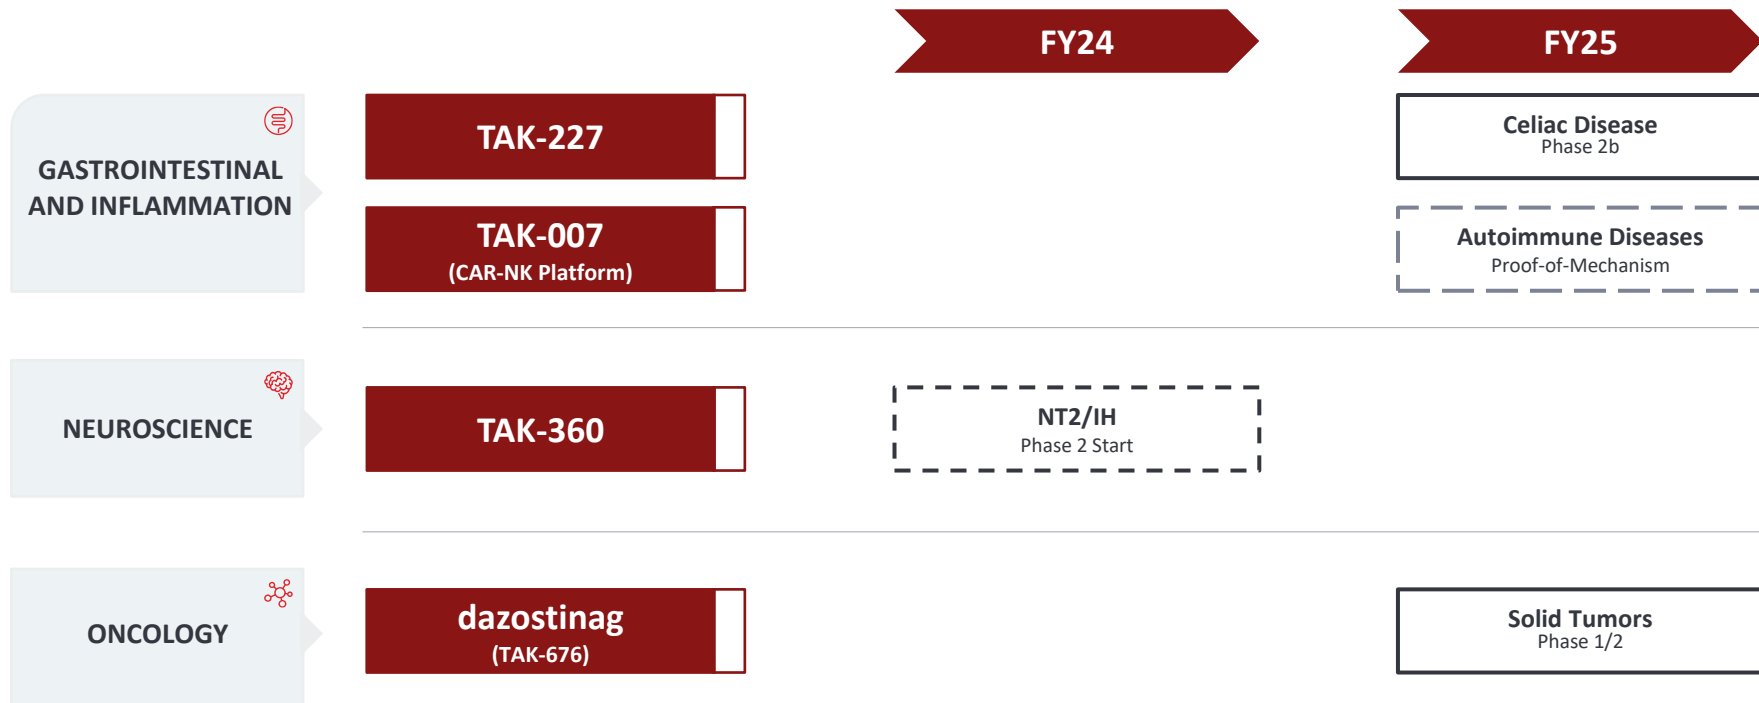 FY24
FY25
GASTROINTESTINAL
AND INFLAMMATION
TAK-227
Celiac Disease
Phase 2b
TAK-007
(CAR-NK Platform)
Autoimmune Diseases
Proof-of-Mechanism
NEUROSCIENCE
TAK-360
NT2/IH
Phase 2 Start
ONCOLOGY
dazostinag
(TAK-676)
Solid Tumors
Phase 1/2